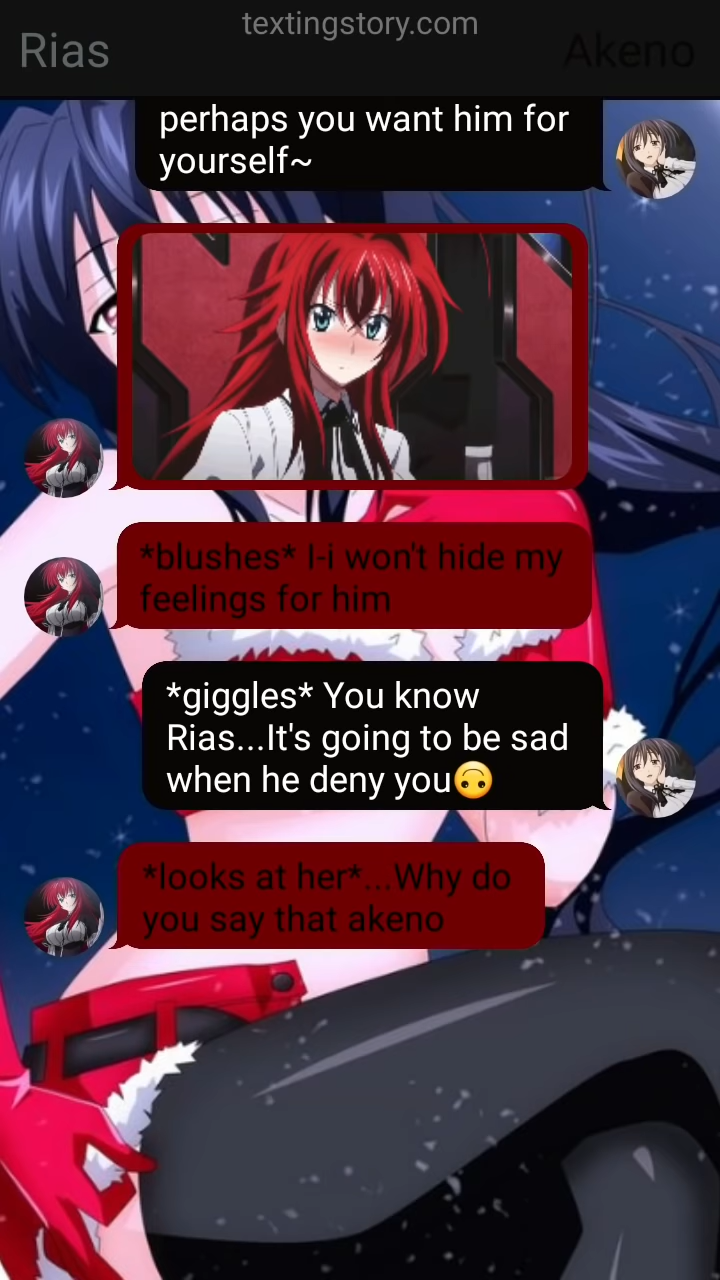 textingstory.com
Rias
Akeno
perhaps you want him for
yourself~
*blushes* I-i won't hide my
feelings for him
*giggles* You know
Rias...It's going to be sad
when he deny you🙃
*looks at her*...Why do
you say that akeno